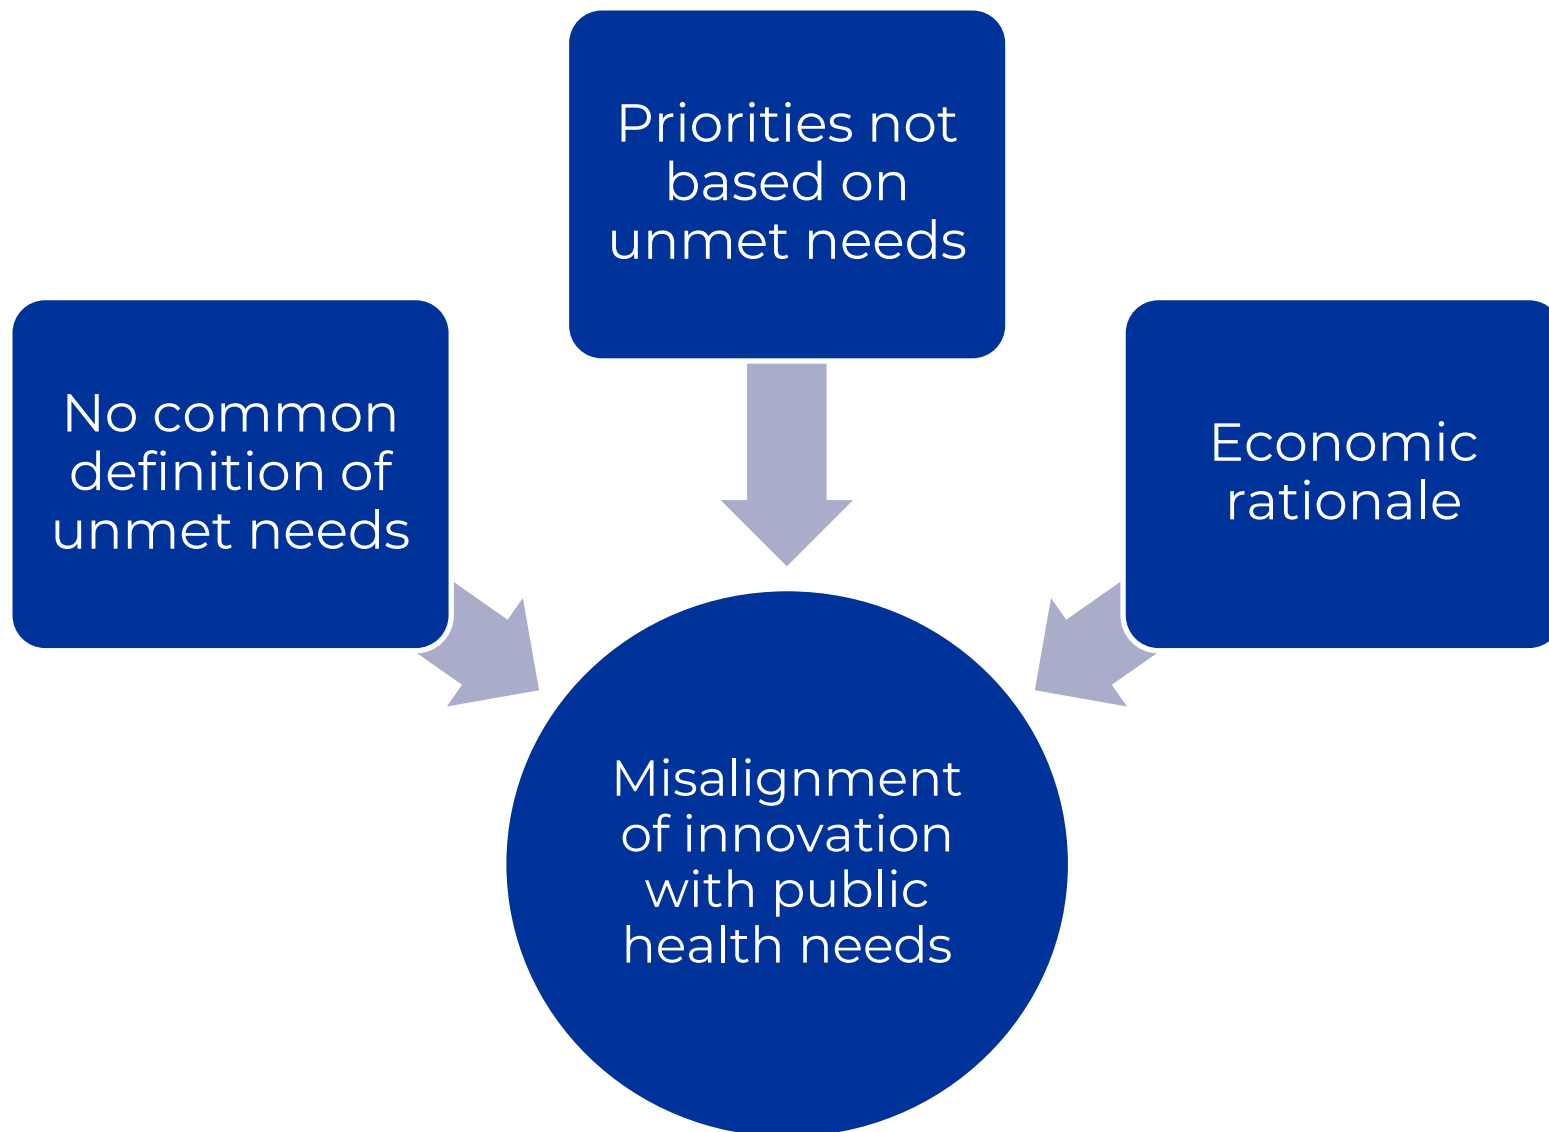 Priorities not
based on
unmet needs
No common
definition of
unmet needs
Economic
rationale
Misalignment
of innovation
with public
health needs